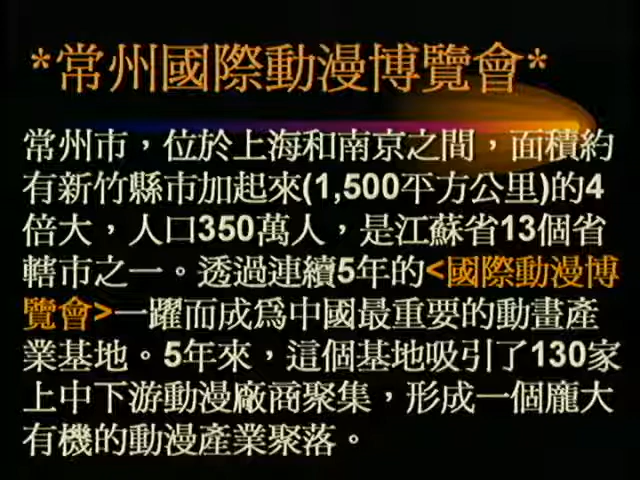 *常州國際動漫博覽會*
常州市，位於上海和南京之間，面積約
有新竹縣市加起來(1,500平方公里)的4
倍大，人口350萬人，是江蘇省13個省
轄市之一。透過連續5年的<國際動漫博
覽會>一躍而成為中國最重要的動畫產
業基地。5年來，這個基地吸引了130家
上中下游動漫廠商聚集，形成一個龐大
有機的動漫產業聚落。